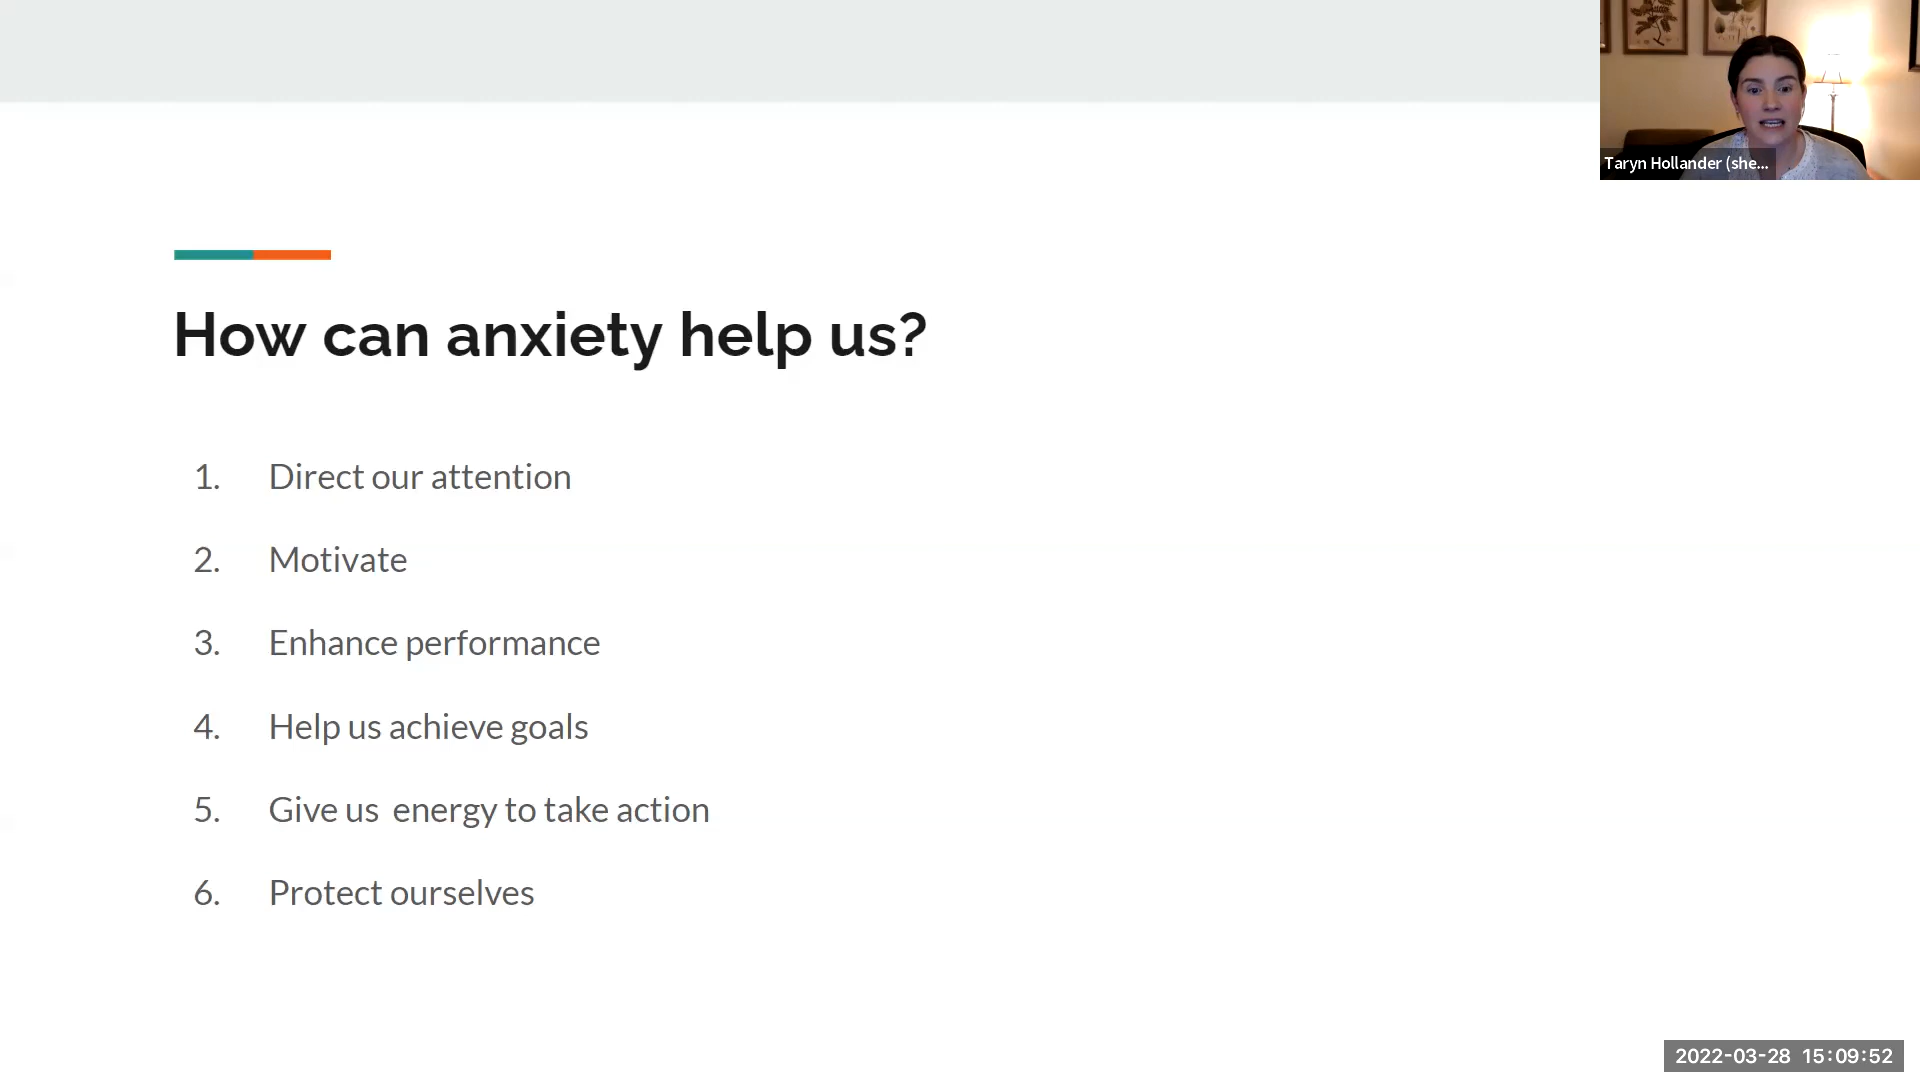 Taryn Hollander (she...
How can anxiety help us?
1. Direct our attention
2. Motivate
3. Enhance performance
4. Help us achieve goals
5. Give us  energy to take action
6. Protect ourselves
2022-03-28 15:09:52